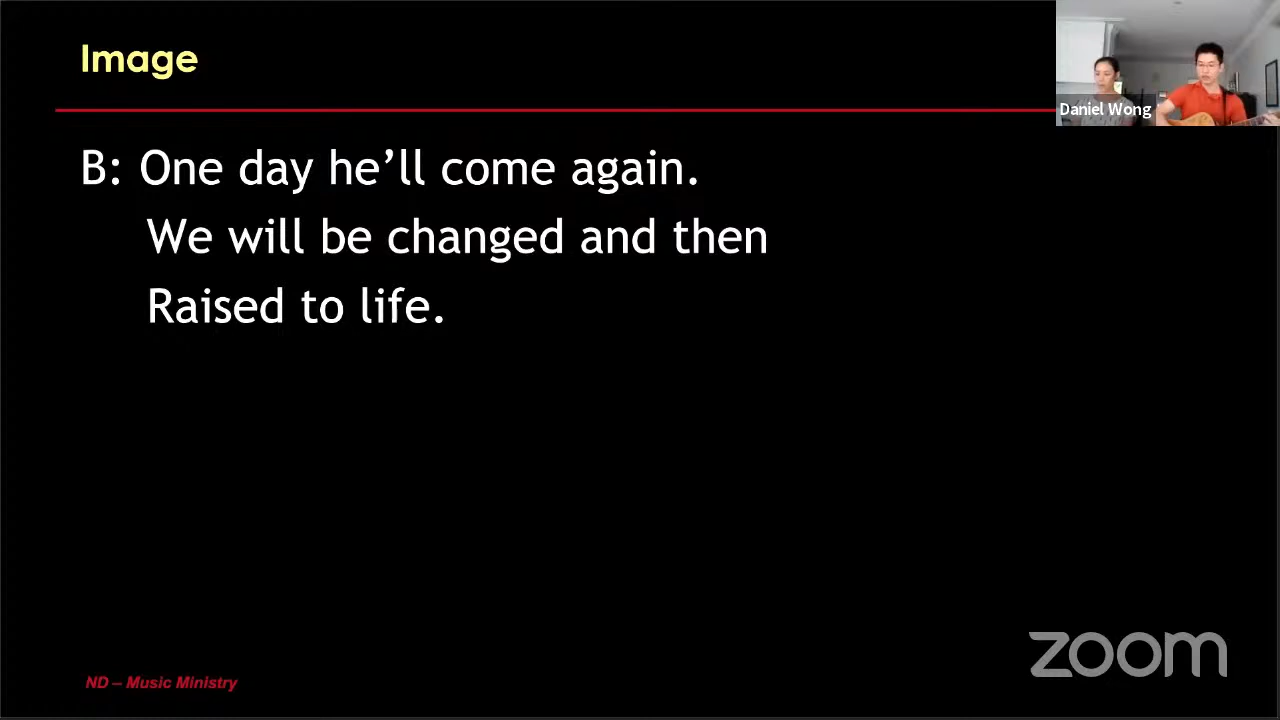 Image
Daniel Wong
B: One day he’ll come again.
We will be changed and then
Raised to life.
zoom
ND – Music Ministry